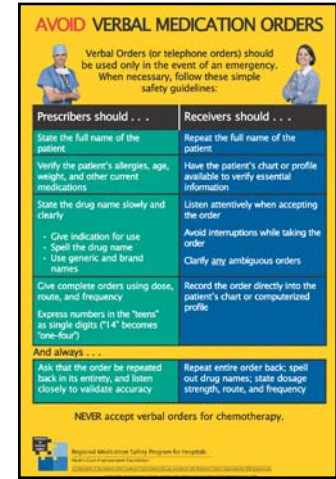 AVOID VERBAL MEDICATION ORDERS
Verbal Orders (or telephone orders) should
be used only in the event of an emergency.
When necessary, follow these simple
safety guidelines:
Prescribers should . . .
State the full name of the
patient
Verify the patient's allergies, age,
weight, and other current
medications
State the drug name slowly and
clearly
· Give indication for use
· Spell the drug name
· Use generic and brand
names
Give complete orders using dose,
route, and frequency
Express numbers in the "teens"
as single digits ("14" becomes
"one-four")
Receivers should . . .
Repeat the full name of the
patient
Have the patient's chart or profile
available to verify essential
information
Listen attentively when accepting
the order
Avoid interruptions while taking the
order
Clarify any ambiguous orders
Record the order directly into the
patient's chart or computerized
profile
And always . . .
Ask that the order be repeated
back in its entirety, and listen
closely to validate accuracy
Repeat entire order back; spell
out drug names; state dosage
strength, route, and frequency
NEVER accept verbal orders for chemotherapy.
Regional Medication Safety Program for Hospitals
Health Care Improvement Foundation